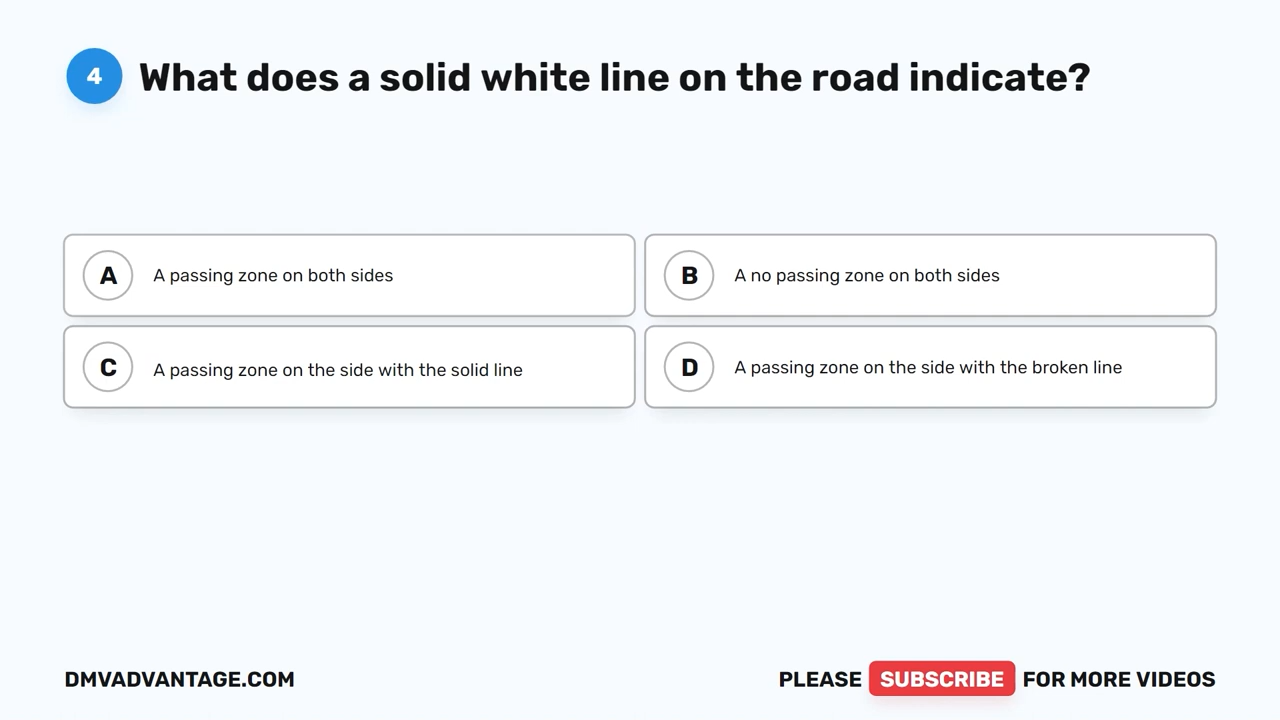 4 What does a solid white line on the road indicate?
A A passing zone on both sides
B A no passing zone on both sides
C A passing zone on the side with the solid line
D A passing zone on the side with the broken line
DMVADVANTAGE.COM
PLEASE SUBSCRIBE FOR MORE VIDEOS